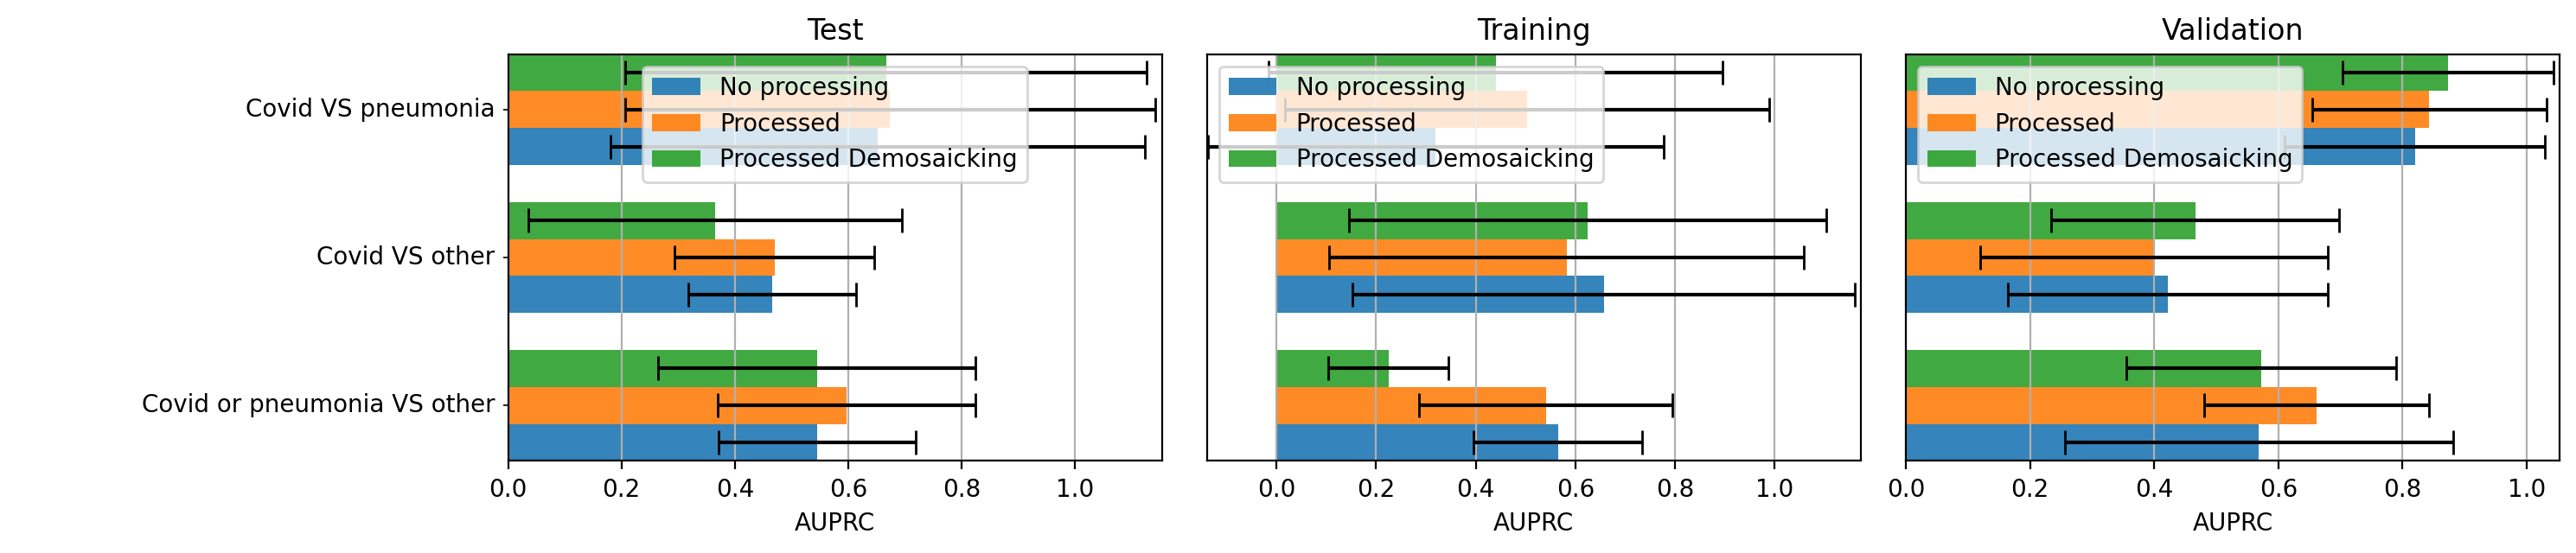 Test
Covid VS pneumonia
Covid VS other
Covid or pneumonia VS other
No processing
Processed
Processed Demosaicking
0.0 0.2 0.4 0.6 0.8 1.0
AUPRC
Training
No processing
Processed
Processed Demosaicking
0.0 0.2 0.4 0.6 0.8 1.0
AUPRC
Validation
No processing
Processed
Processed Demosaicking
0.0 0.2 0.4 0.6 0.8 1.0
AUPRC